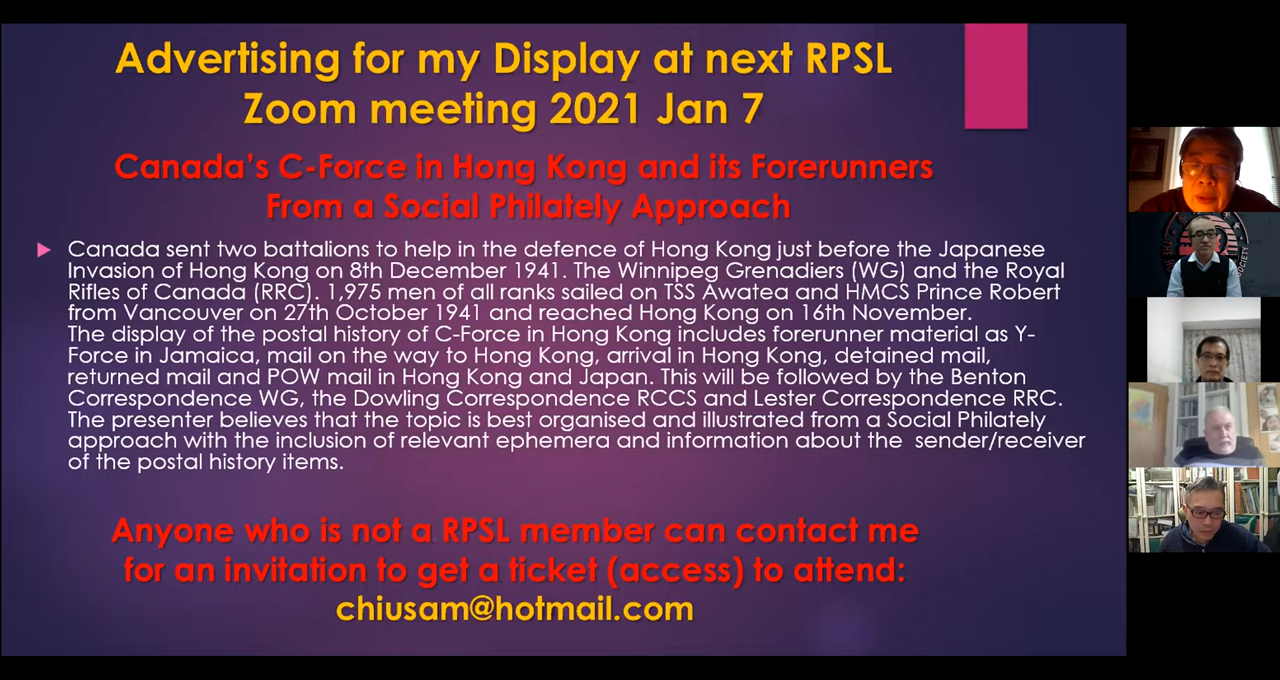 Advertising for my Display at next RPSL
Zoom meeting 2021 Jan 7
Canada's C-Force in Hong Kong and its Forerunners
From a Social Philately Approach
Canada sent two battalions to help in the defence of Hong Kong just before the Japanese
Invasion of Hong Kong on 8th December 1941. The Winnipeg Grenadiers (WG) and the Royal
Rifles of Canada (RRC). 1,975 men of all ranks sailed on TSS Awatea and HMCS Prince Robert
from Vancouver on 27th October 1941 and reached Hong Kong on 16th November.
The display of the postal history of C-Force in Hong Kong includes forerunner material as Y-
Force in Jamaica, mail on the way to Hong Kong, arrival in Hong Kong, detained mail,
returned mail and POW mail in Hong Kong and Japan. This will be followed by the Benton
Correspondence WG, the Dowling Correspondence RCCS and Lester Correspondence RRC.
The presenter believes that the topic is best organised and illustrated from a Social Philately
approach with the inclusion of relevant ephemera and information about the sender/receiver
of the postal history items.
Anyone who is not a RPSL member can contact me
for an invitation to get a ticket (access) to attend:
chiusam@hotmail.com